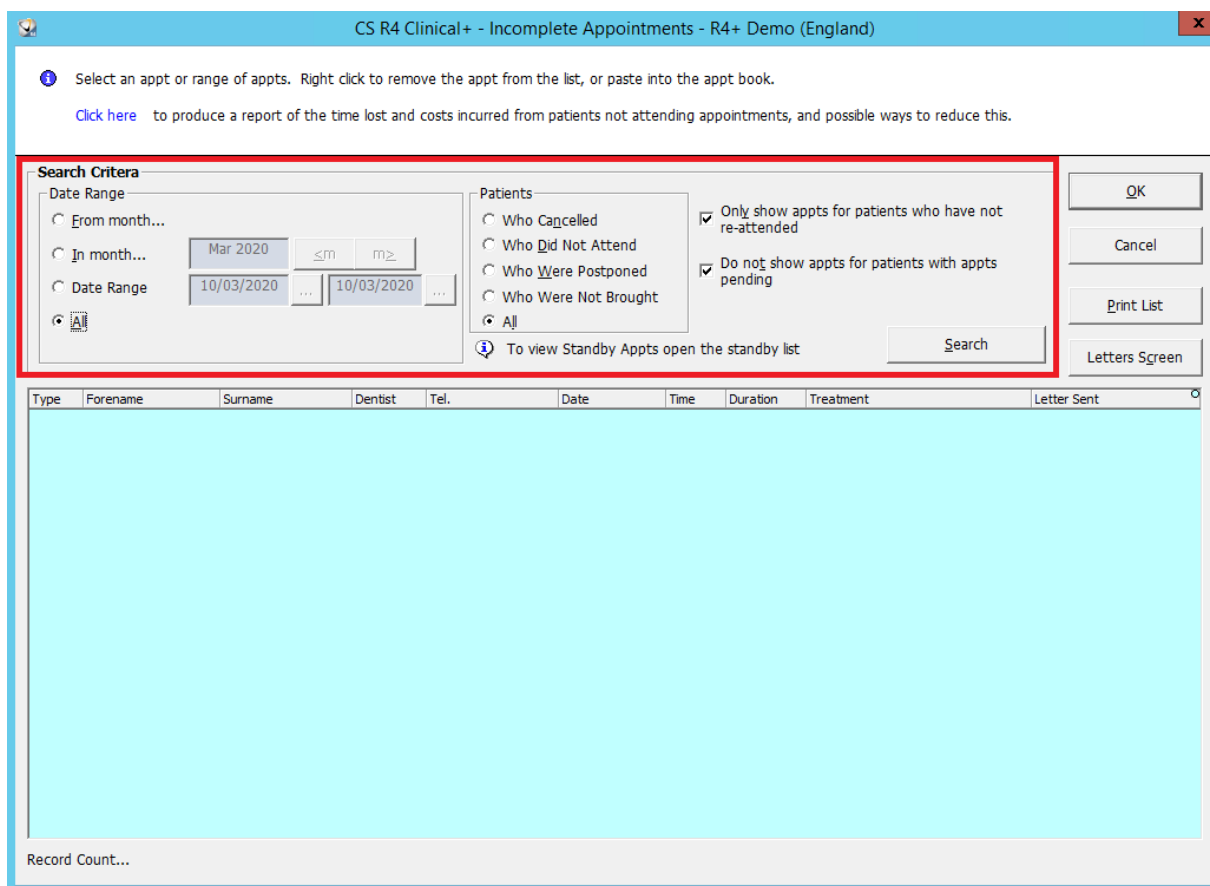 CS R4 Clinical+ - Incomplete Appointments - R4+ Demo (England)
x
Select an appt or range of appts. Right click to remove the appt from the list, or paste into the appt book.
Click here to produce a report of the time lost and costs incurred from patients not attending appointments, and possible ways to reduce this.
Search Critera
Date Range
From month...
In month... Mar 2020 <m m>
Date Range 10/03/2020 ... 10/03/2020 ...
All
Patients
Who Cancelled
Who Did Not Attend
Who Were Postponed
Who Were Not Brought
All
Only show appts for patients who have not
re-attended
Do not show appts for patients with appts
pending
To view Standby Appts open the standby list
Search
OK
Cancel
Print List
Letters Screen
Type Forename Surname Dentist Tel. Date Time Duration Treatment Letter Sent
Record Count...